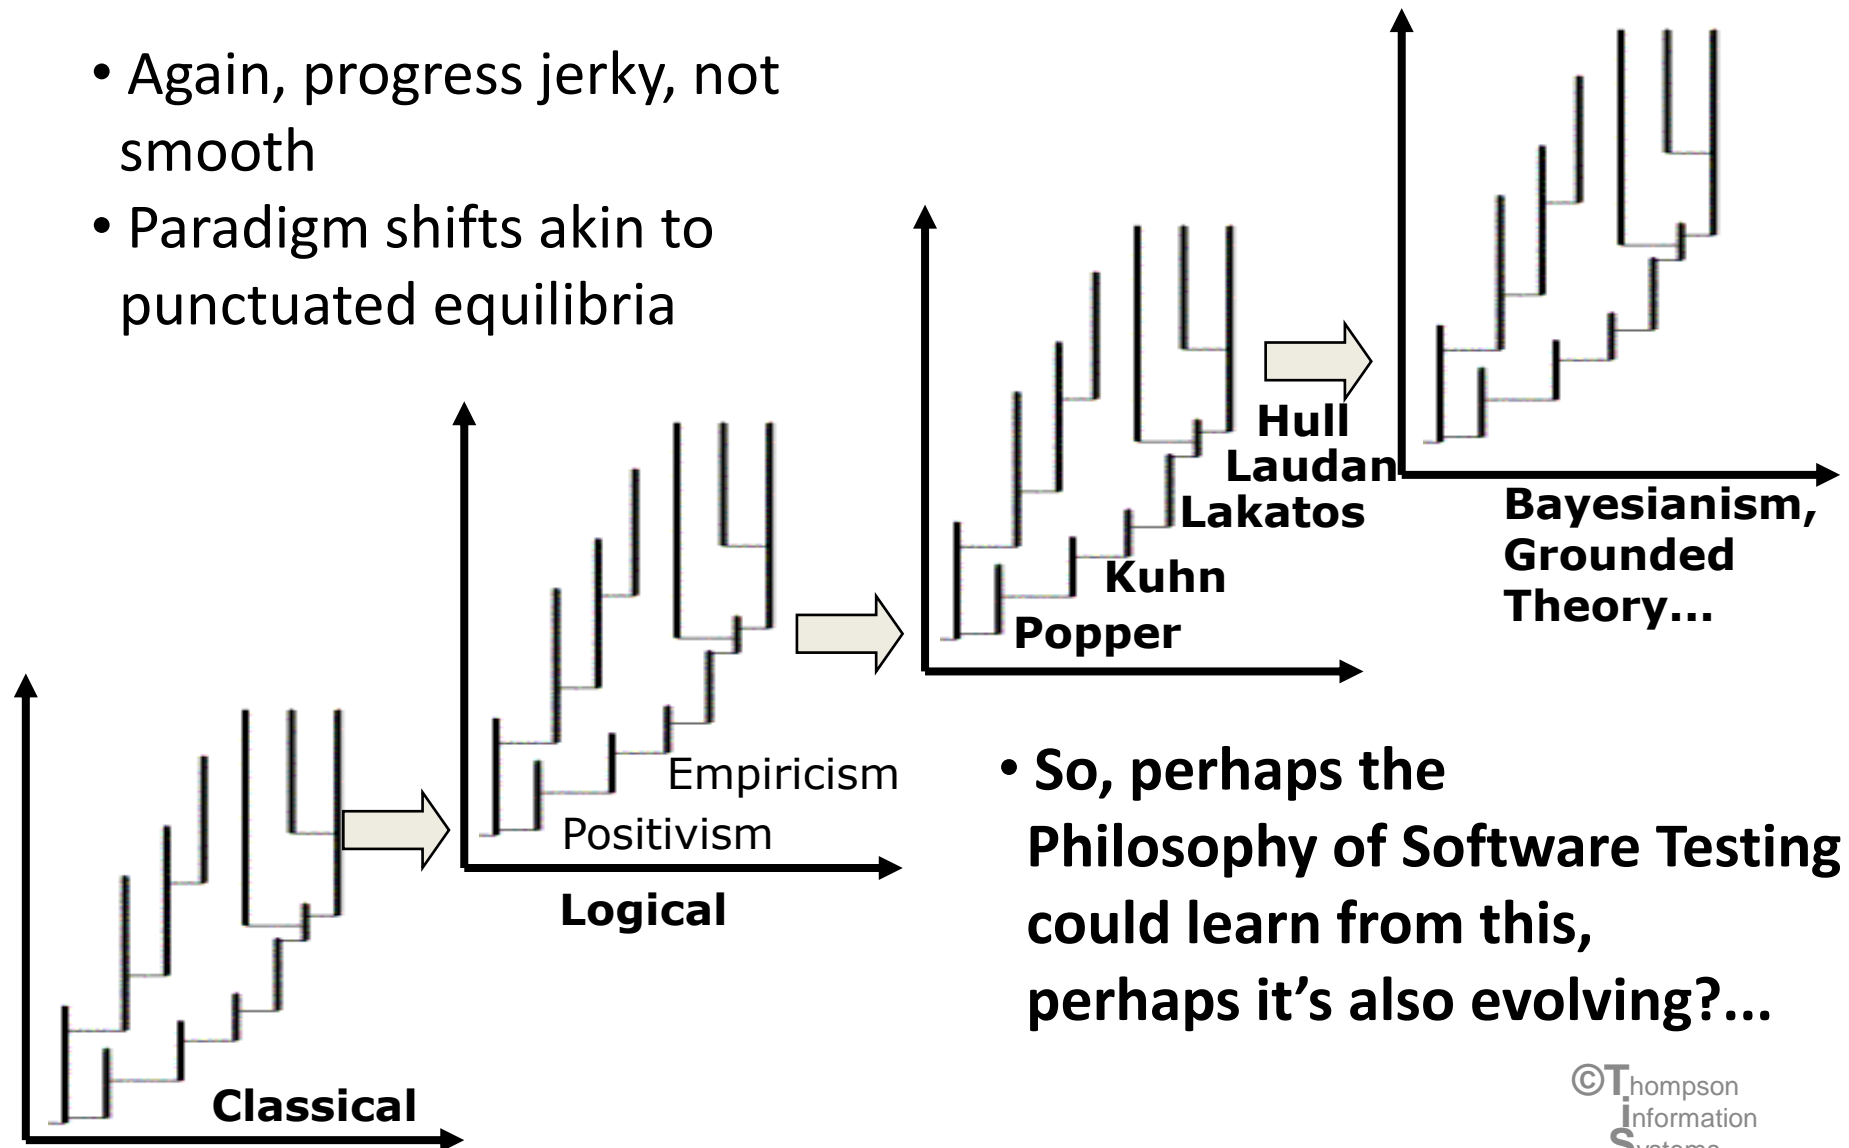 • Again, progress jerky, not
smooth
• Paradigm shifts akin to
punctuated equilibria
Hull
Laudan
Lakatos
Kuhn
Popper
Bayesianism,
Grounded
Theory...
Empiricism
Positivism
Logical
Classical
• So, perhaps the
Philosophy of Software Testing
could learn from this,
perhaps it’s also evolving?...
©Thompson
information
Systems